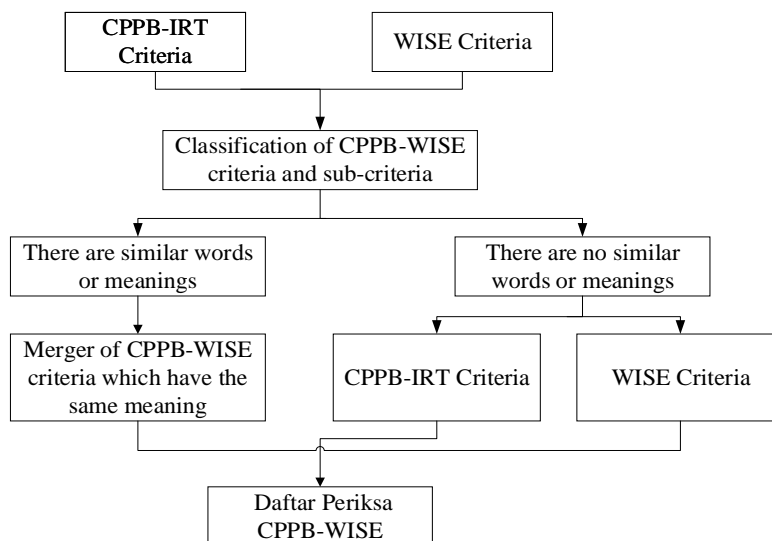 CPPB-IRT
Criteria
WISE Criteria
Classification of CPPB-WISE
criteria and sub-criteria
There are similar words
or meanings
There are no similar
words or meanings
Merger of CPPB-WISE
criteria which have the
same meaning
CPPB-IRT Criteria
WISE Criteria
Daftar Periksa
CPPB-WISE